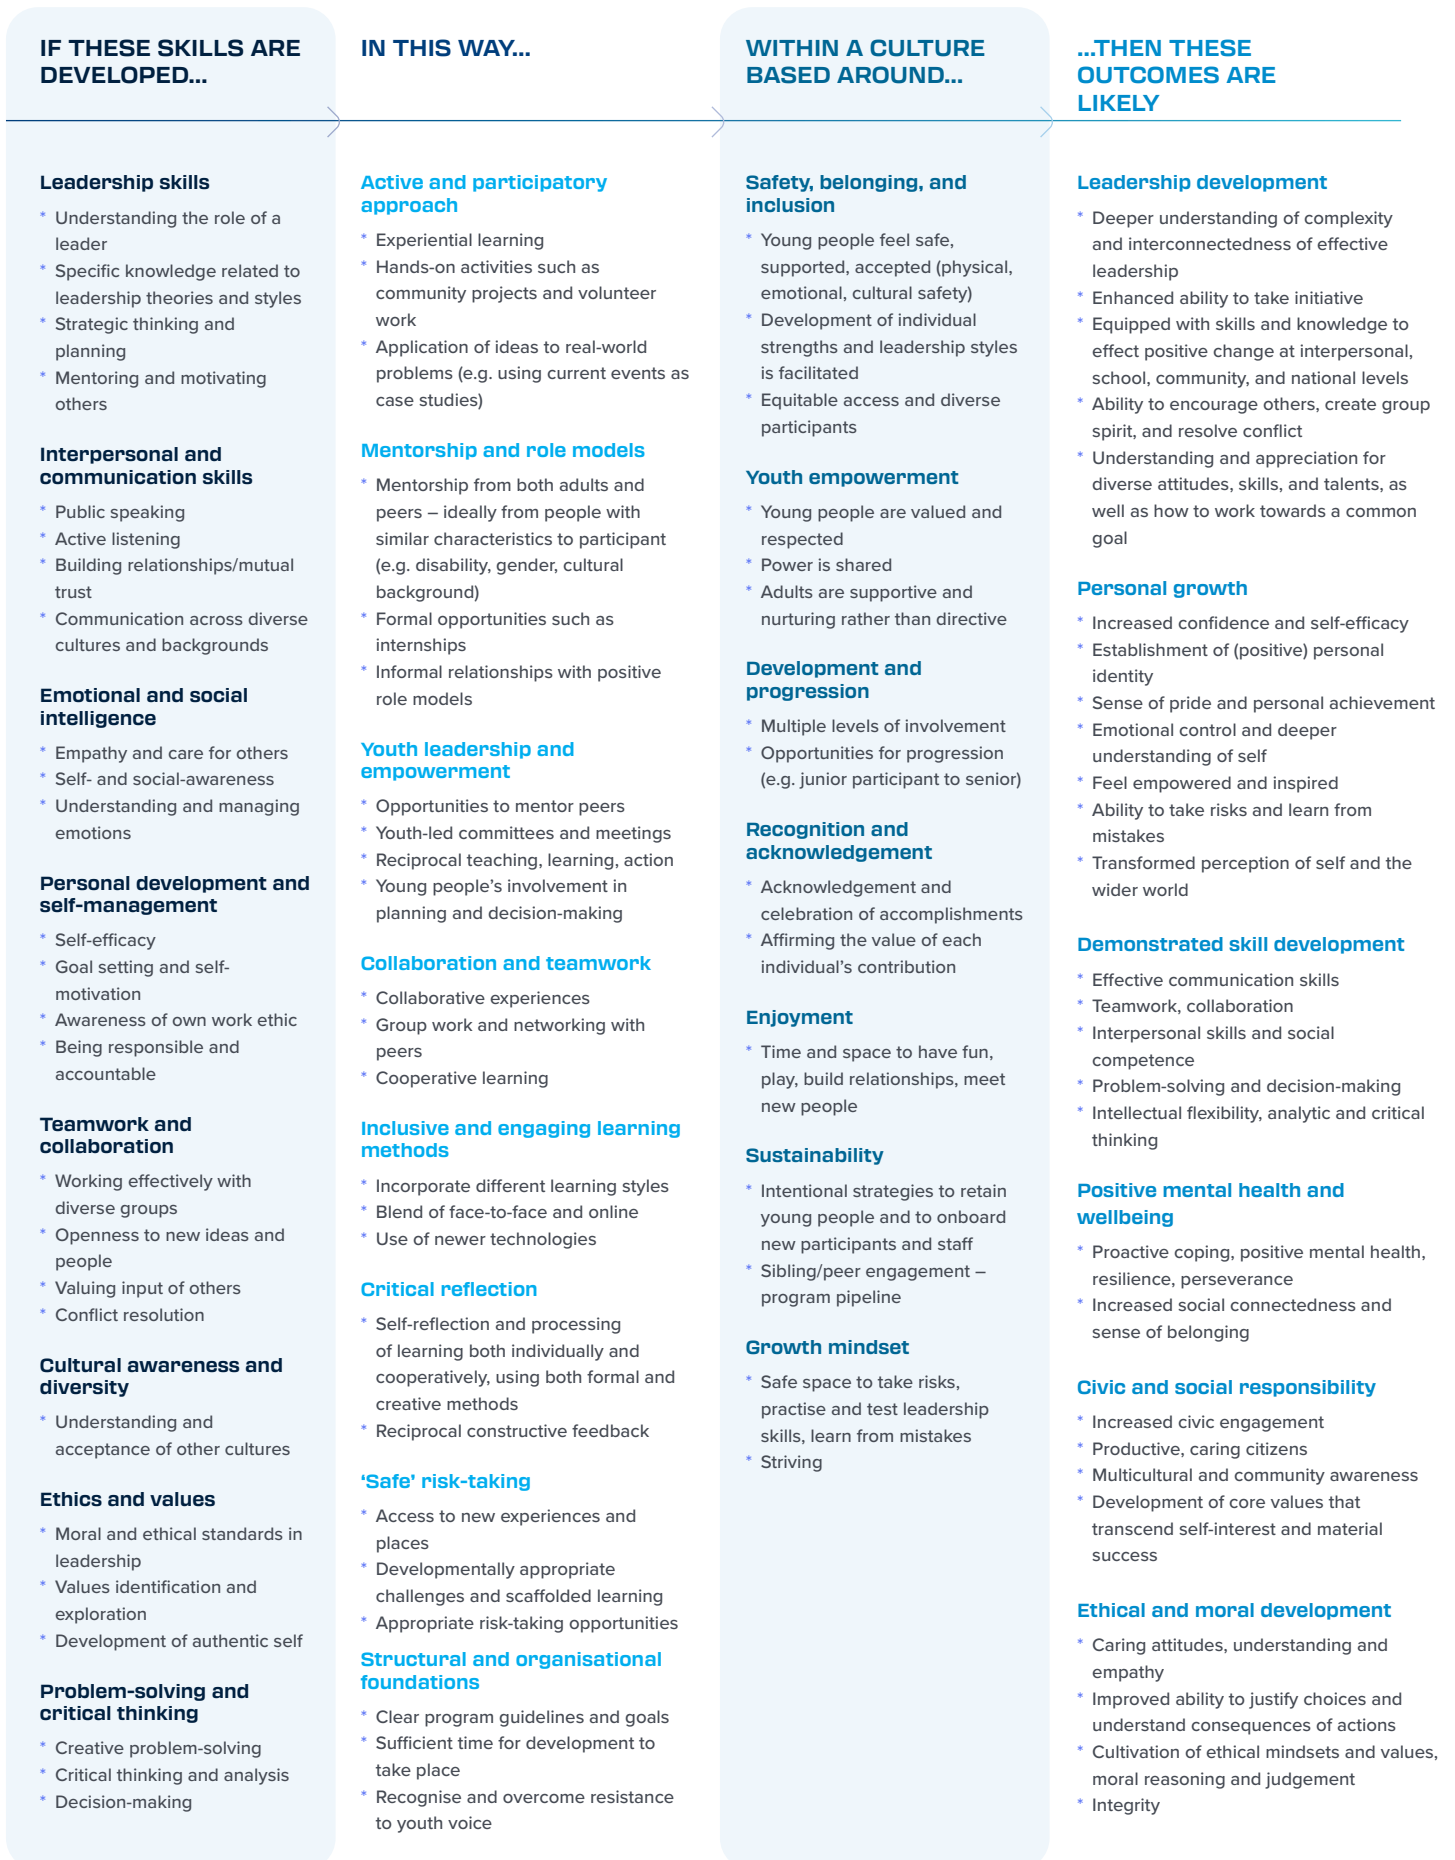 IF THESE SKILLS ARE
DEVELOPED...
Leadership skills
* Understanding the role of a
leader
* Specific knowledge related to
leadership theories and styles
* Strategic thinking and
planning
* Mentoring and motivating
others
Interpersonal and
communication skills
* Public speaking
* Active listening
* Building relationships/mutual
trust
* Communication across diverse
cultures and backgrounds
Emotional and social
intelligence
* Empathy and care for others
* Self- and social-awareness
* Understanding and managing
emotions
Personal development and
self-management
* Self-efficacy
* Goal setting and self-
motivation
* Awareness of own work ethic
* Being responsible and
accountable
Teamwork and
collaboration
* Working effectively with
diverse groups
* Openness to new ideas and
people
* Valuing input of others
* Conflict resolution
Cultural awareness and
diversity
* Understanding and
acceptance of other cultures
Ethics and values
* Moral and ethical standards in
leadership
* Values identification and
exploration
* Development of authentic self
Problem-solving and
critical thinking
* Creative problem-solving
* Critical thinking and analysis
* Decision-making
IN THIS WAY...
Active and participatory
approach
* Experiential learning
* Hands-on activities such as
community projects and volunteer
work
* Application of ideas to real-world
problems (e.g. using current events as
case studies)
Mentorship and role models
* Mentorship from both adults and
peers – ideally from people with
similar characteristics to participant
(e.g. disability, gender, cultural
background)
* Formal opportunities such as
internships
* Informal relationships with positive
role models
Youth leadership and
empowerment
* Opportunities to mentor peers
* Youth-led committees and meetings
* Reciprocal teaching, learning, action
* Young people's involvement in
planning and decision-making
Collaboration and teamwork
* Collaborative experiences
* Group work and networking with
peers
* Cooperative learning
Inclusive and engaging learning
methods
* Incorporate different learning styles
* Blend of face-to-face and online
* Use of newer technologies
Critical reflection
* Self-reflection and processing
of learning both individually and
cooperatively, using both formal and
creative methods
* Reciprocal constructive feedback
‘Safe’ risk-taking
* Access to new experiences and
places
* Developmentally appropriate
challenges and scaffolded learning
* Appropriate risk-taking opportunities
Structural and organisational
foundations
* Clear program guidelines and goals
* Sufficient time for development to
take place
* Recognise and overcome resistance
to youth voice
WITHIN A CULTURE
BASED AROUND...
Safety, belonging, and
inclusion
* Young people feel safe,
supported, accepted (physical,
emotional, cultural safety)
* Development of individual
strengths and leadership styles
is facilitated
* Equitable access and diverse
participants
Youth empowerment
* Young people are valued and
respected
* Power is shared
* Adults are supportive and
nurturing rather than directive
Development and
progression
* Multiple levels of involvement
* Opportunities for progression
(e.g. junior participant to senior)
Recognition and
acknowledgement
* Acknowledgement and
celebration of accomplishments
* Affirming the value of each
individual's contribution
Enjoyment
* Time and space to have fun,
play, build relationships, meet
new people
Sustainability
* Intentional strategies to retain
young people and to onboard
new participants and staff
* Sibling/peer engagement –
program pipeline
Growth mindset
* Safe space to take risks,
practise and test leadership
skills, learn from mistakes
* Striving
...THEN THESE
OUTCOMES ARE
LIKELY
Leadership development
* Deeper understanding of complexity
and interconnectedness of effective
leadership
* Enhanced ability to take initiative
* Equipped with skills and knowledge to
effect positive change at interpersonal,
school, community, and national levels
* Ability to encourage others, create group
spirit, and resolve conflict
* Understanding and appreciation for
diverse attitudes, skills, and talents, as
well as how to work towards a common
goal
Personal growth
* Increased confidence and self-efficacy
* Establishment of (positive) personal
identity
* Sense of pride and personal achievement
* Emotional control and deeper
understanding of self
* Feel empowered and inspired
* Ability to take risks and learn from
mistakes
* Transformed perception of self and the
wider world
Demonstrated skill development
* Effective communication skills
* Teamwork, collaboration
* Interpersonal skills and social
competence
* Problem-solving and decision-making
* Intellectual flexibility, analytic and critical
thinking
Positive mental health and
wellbeing
* Proactive coping, positive mental health,
resilience, perseverance
* Increased social connectedness and
sense of belonging
Civic and social responsibility
* Increased civic engagement
* Productive, caring citizens
* Multicultural and community awareness
* Development of core values that
transcend self-interest and material
success
Ethical and moral development
* Caring attitudes, understanding and
empathy
* Improved ability to justify choices and
understand consequences of actions
* Cultivation of ethical mindsets and values,
moral reasoning and judgement
* Integrity